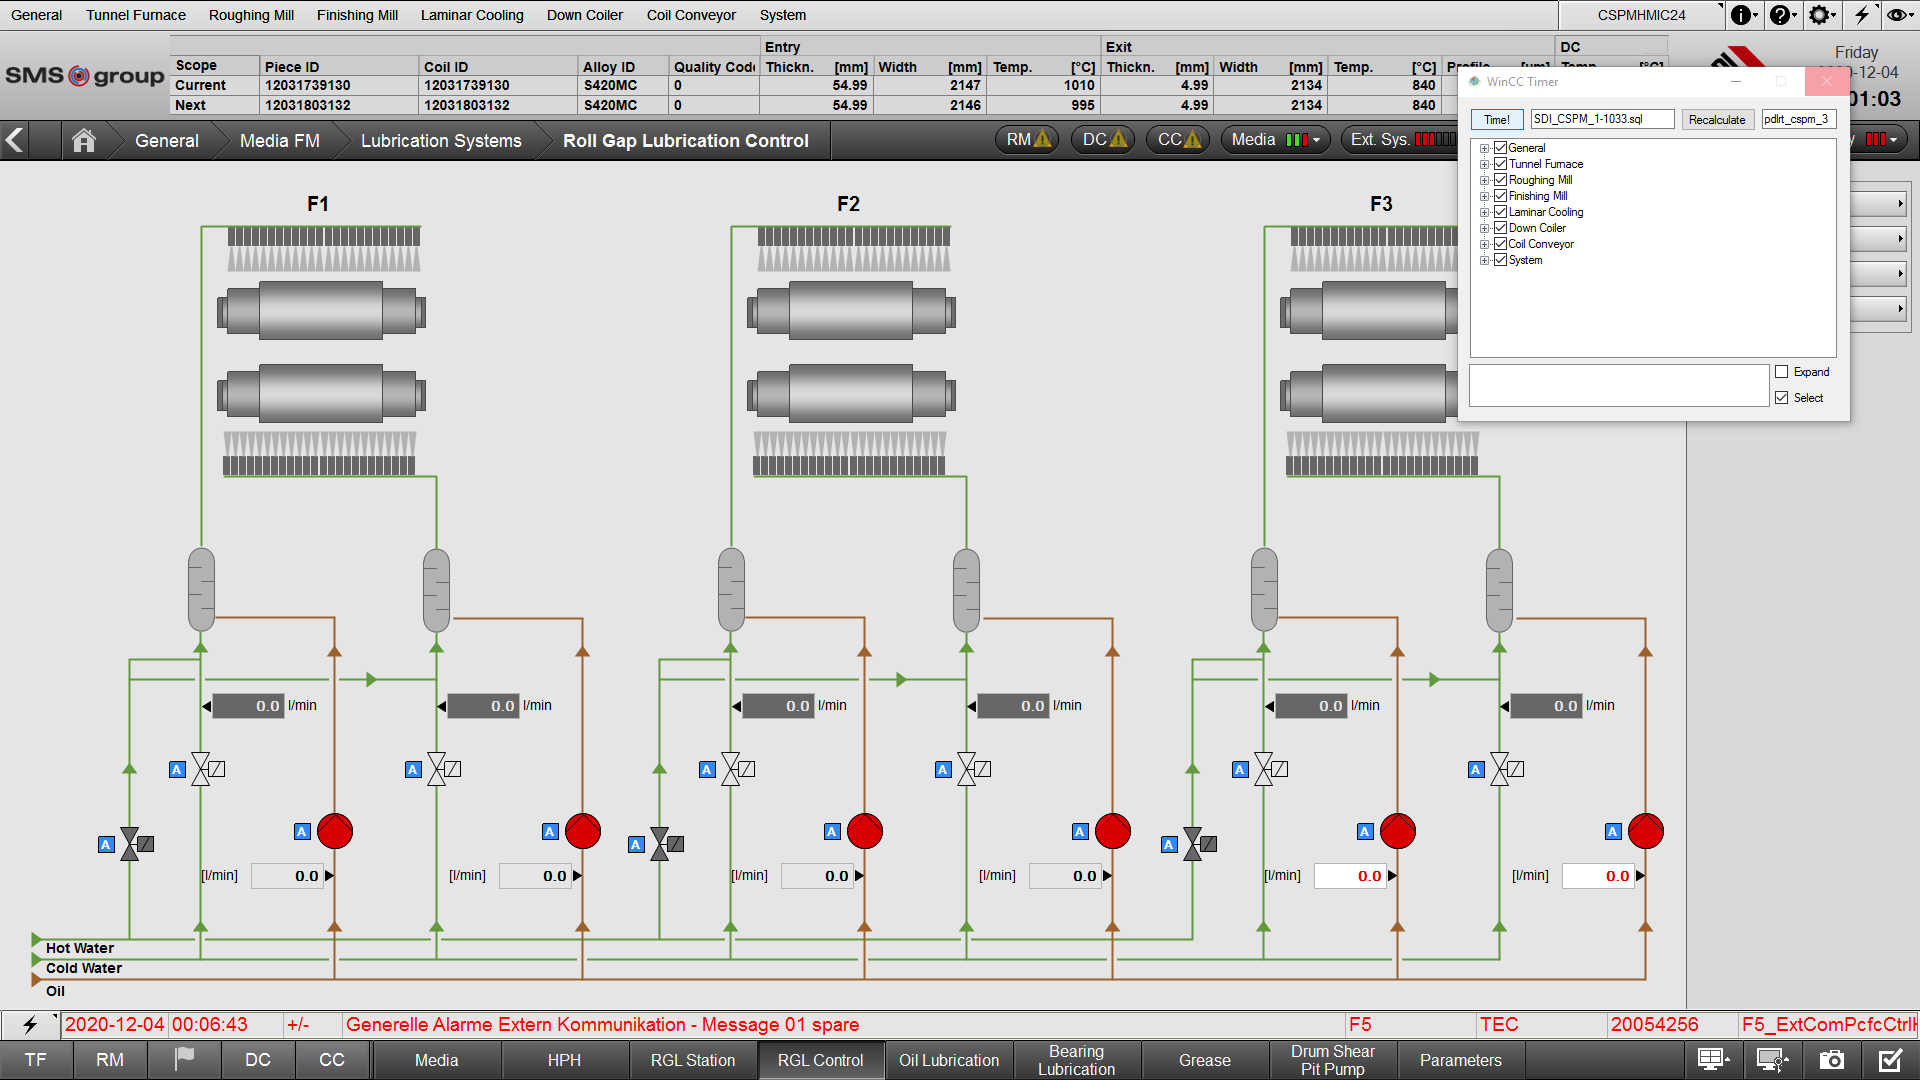 General Tunnel Furnace Roughing Mill Finishing Mill Laminar Cooling Down Coiler Coil Conveyor System CSPMHMIC24
Entry Exit DC
Scope Piece ID Coil ID Alloy ID Quality Code Thickn. [mm] Width [mm] Temp. [°C] Thickn. [mm] Width [mm] Temp. [°C]
Current 12031739130 12031739130 S420MC 0 54.99 2147 1010 4.99 2134 840
Next 12031803132 12031803132 S420MC 0 54.99 2146 995 4.99 2134 840
SMS group
Friday
-12-04
01:03
WinCC Timer
Time! SDI_CSPM_1-1033.sql Recalculate pdlrt_cspm_3
General
Tunnel Furnace
Roughing Mill
Finishing Mill
Laminar Cooling
Down Coiler
Coil Conveyor
System
Expand
Select
General Media FM Lubrication Systems Roll Gap Lubrication Control RM DC CC Media Ext. Sys.
F1 F2 F3
0.0 l/min 0.0 l/min 0.0 l/min 0.0 l/min 0.0 l/min 0.0 l/min
A A A A A A
A A A A A A
A A A
[l/min] 0.0 [l/min] 0.0 [l/min] 0.0 [l/min] 0.0 [l/min] 0.0 [l/min] 0.0
Hot Water
Cold Water
Oil
2020-12-04 00:06:43 +/- Generelle Alarme Extern Kommunikation - Message 01 spare F5 TEC 20054256 F5_ExtComPcfcCtrl
TF RM DC CC Media HPH RGL Station RGL Control Oil Lubrication Bearing Lubrication Grease Drum Shear Pit Pump Parameters